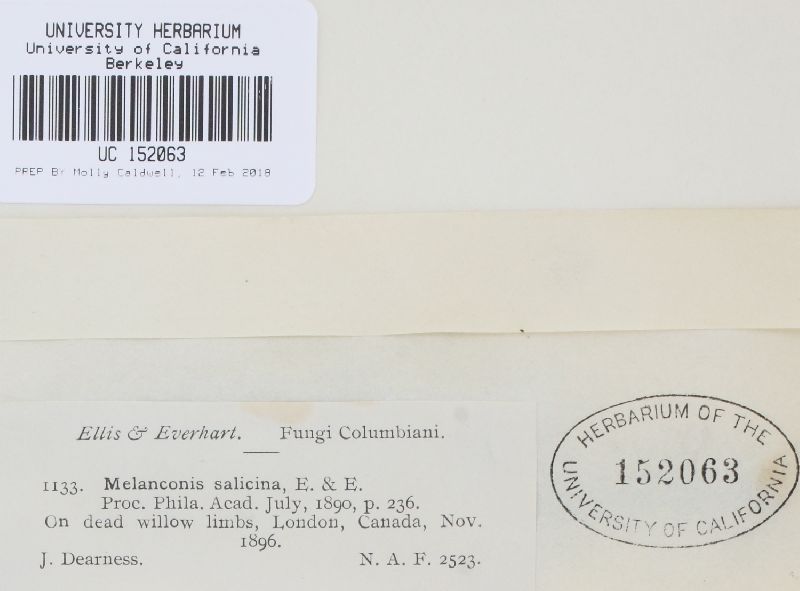 UNIVERSITY HERBARIUM
University of California
Berkeley
UC 152063
PREP BY Molly Caldwell, 12 Feb 2018
Ellis & Everhart. Fungi Columbiani.
1133. Melanconis salicina, E. & E.
Proc. Phila. Acad. July, 1890, p. 236.
On dead willow limbs, London, Canada, Nov.
1896.
J. Dearness. N. A. F. 2523.
HERBARIUM OF THE
152063
UNIVERSITY OF CALIFORNIA